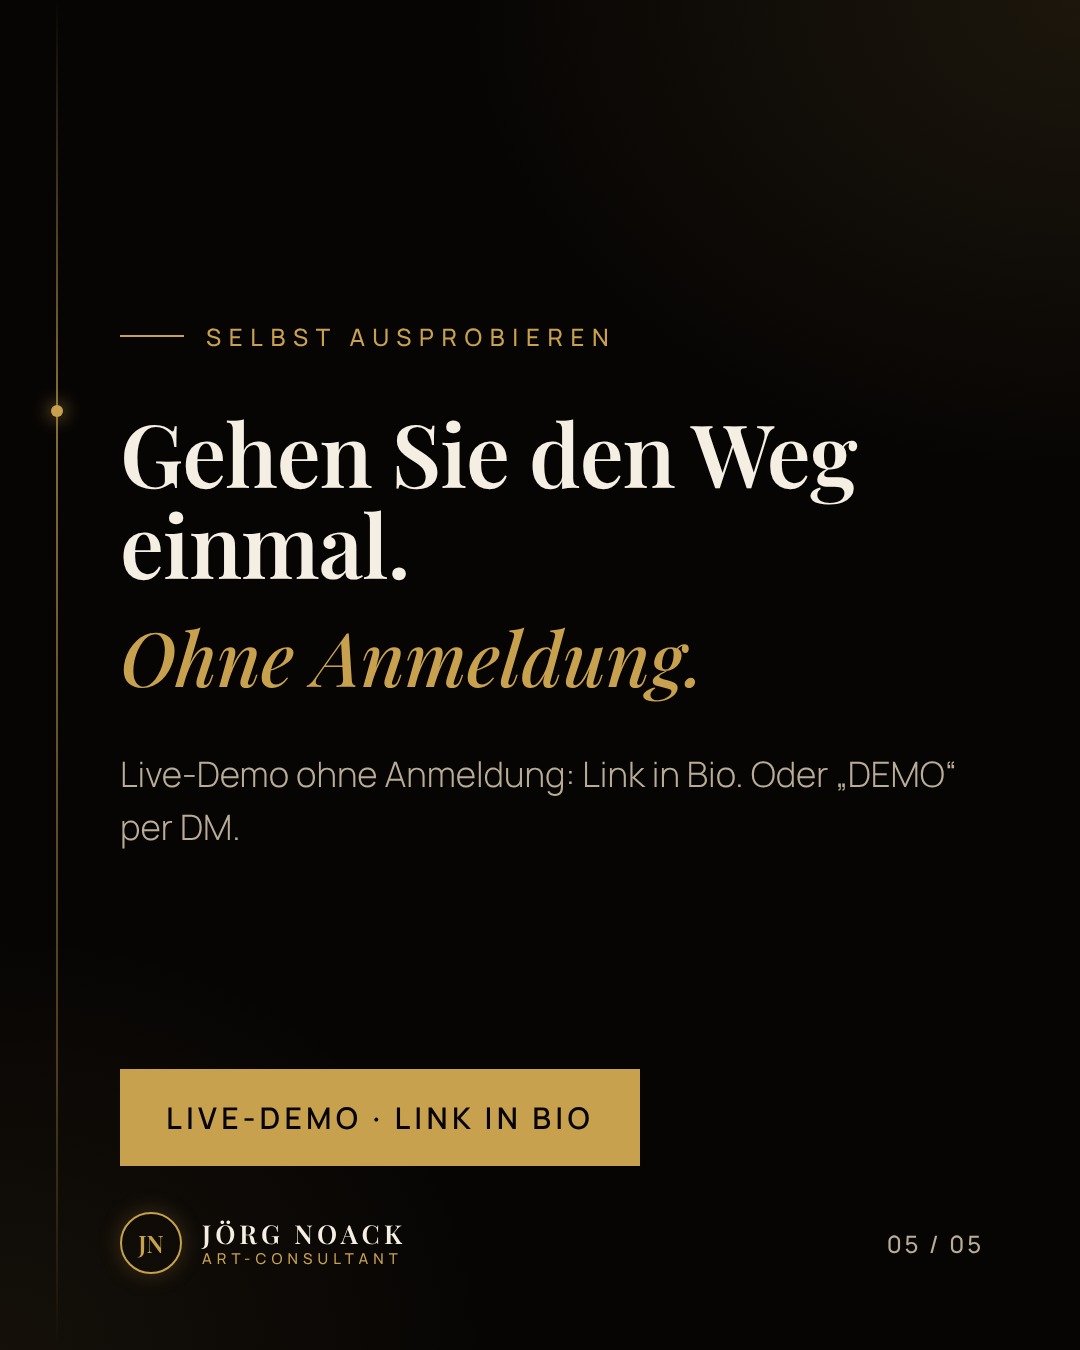 SELBST AUSPROBIEREN
Gehen Sie den Weg
einmal.
Ohne Anmeldung.
Live-Demo ohne Anmeldung: Link in Bio. Oder „DEMO“
per DM.
LIVE-DEMO · LINK IN BIO
JN
JÖRG NOACK
ART-CONSULTANT
05 / 05